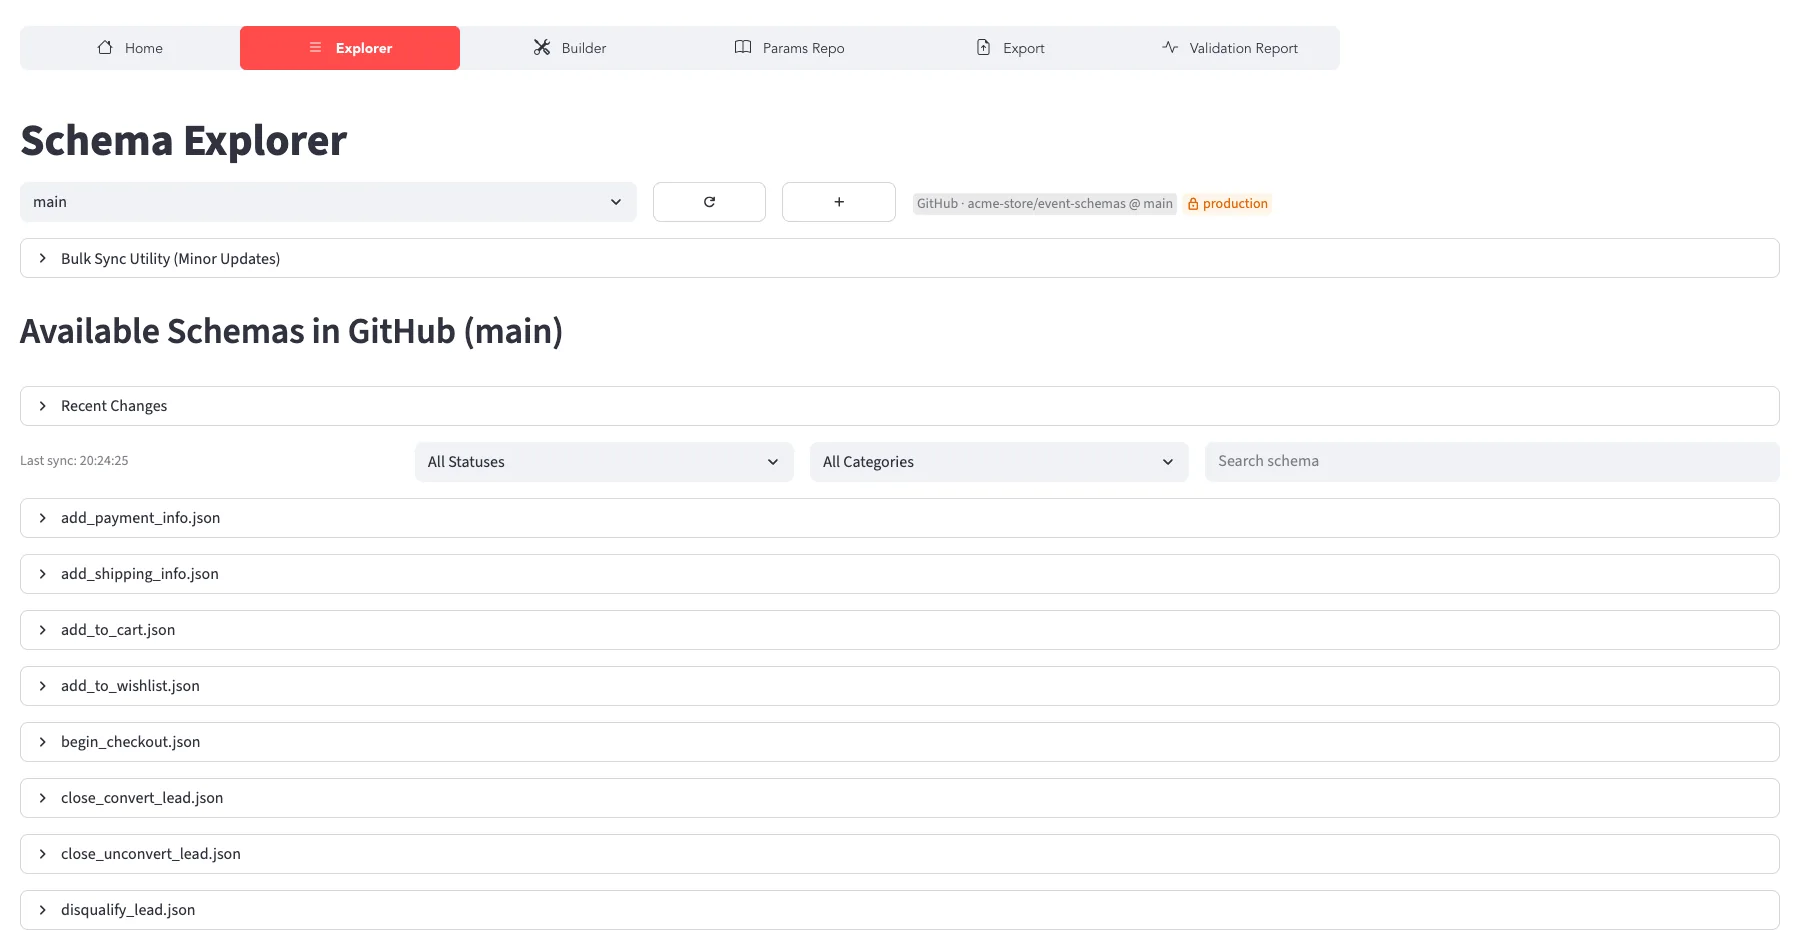 Home Explorer Builder Params Repo Export Validation Report
Schema Explorer
main GitHub · acme-store/event-schemas @ main production
Bulk Sync Utility (Minor Updates)
Available Schemas in GitHub (main)
Recent Changes
Last sync: 20:24:25 All Statuses All Categories Search schema
add_payment_info.json
add_shipping_info.json
add_to_cart.json
add_to_wishlist.json
begin_checkout.json
close_convert_lead.json
close_unconvert_lead.json
disqualify_lead.json